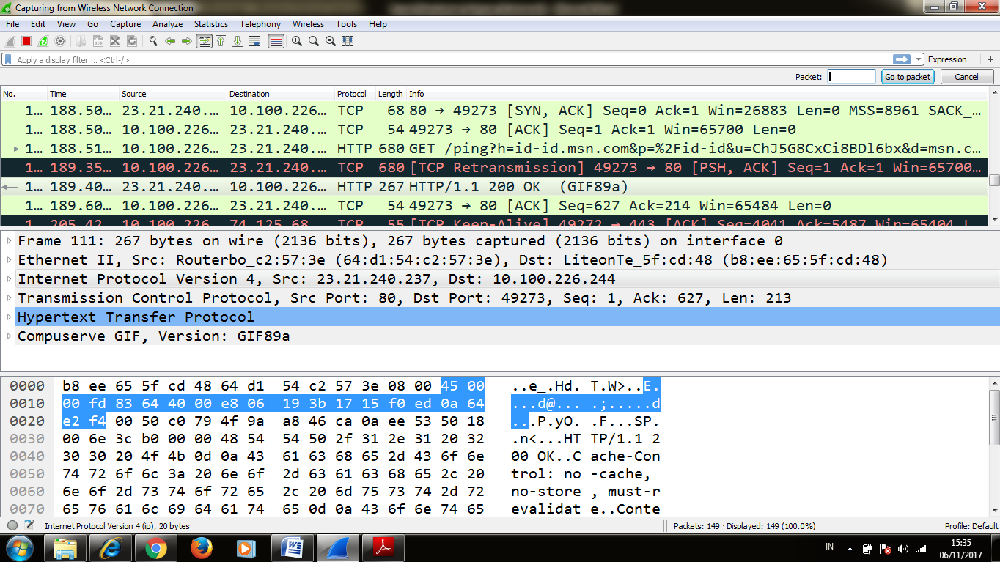 Capturing from Wireless Network Connection
File Edit View Go Capture Analyze Statistics Telephony Wireless Tools Help
Apply a display filter ... <Ctrl-/> Expression... +
Packet: Go to packet Cancel
No. Time Source Destination Protocol Length Info
1... 188.50... 23.21.240.... 10.100.226... TCP 68 80 → 49273 [SYN, ACK] Seq=0 Ack=1 Win=26883 Len=0 MSS=8961 SACK_...
1... 188.50... 10.100.226... 23.21.240.... TCP 54 49273 → 80 [ACK] Seq=1 Ack=1 Win=65700 Len=0
1... 188.51... 10.100.226... 23.21.240.... HTTP 680 GET /ping?h=id-id.msn.com&p=%2Fid-id&u=ChJ5G8CxCi8BDl6bx&d=msn.c...
1... 189.35... 10.100.226... 23.21.240.... TCP 680 [TCP Retransmission] 49273 → 80 [PSH, ACK] Seq=1 Ack=1 Win=65700...
1... 189.40... 23.21.240.... 10.100.226... HTTP 267 HTTP/1.1 200 OK (GIF89a)
1... 189.60... 10.100.226... 23.21.240.... TCP 54 49273 → 80 [ACK] Seq=627 Ack=214 Win=65484 Len=0
1 205.42 10.100.226 74.125.68 TCP 55 [TCP Keep-Alive] 49272 → 443 [ACK] Seq=4041 Ack=5487 Win=65404
Frame 111: 267 bytes on wire (2136 bits), 267 bytes captured (2136 bits) on interface 0
Ethernet II, Src: Routerbo_c2:57:3e (64:d1:54:c2:57:3e), Dst: LiteonTe_5f:cd:48 (b8:ee:65:5f:cd:48)
Internet Protocol Version 4, Src: 23.21.240.237, Dst: 10.100.226.244
Transmission Control Protocol, Src Port: 80, Dst Port: 49273, Seq: 1, Ack: 627, Len: 213
Hypertext Transfer Protocol
Compuserve GIF, Version: GIF89a
0000 b8 ee 65 5f cd 48 64 d1 54 c2 57 3e 08 00 45 00 ..e_.Hd. T.W>..E.
0010 00 fd 83 64 40 00 e8 06 19 3b 17 15 f0 ed 0a 64 ...d@... .;.....d
0020 e2 f4 00 50 c0 79 4f 9a a8 46 ca 0a ee 53 50 18 ...P.yO. .F...SP.
0030 00 6e 3c b0 00 00 48 54 54 50 2f 31 2e 31 20 32 .n<...HT TP/1.1 2
0040 30 30 20 4f 4b 0d 0a 43 61 63 68 65 2d 43 6f 6e 00 OK..C ache-Con
0050 74 72 6f 6c 3a 20 6e 6f 2d 63 61 63 68 65 2c 20 trol: no -cache,
0060 6e 6f 2d 73 74 6f 72 65 2c 20 6d 75 73 74 2d 72 no-store , must-r
0070 65 76 61 6c 69 64 61 74 65 0d 0a 43 6f 6e 74 65 evalidat e..Conte
Internet Protocol Version 4 (ip), 20 bytes Packets: 149 · Displayed: 149 (100.0%) Profile: Default
IN 15:35
06/11/2017